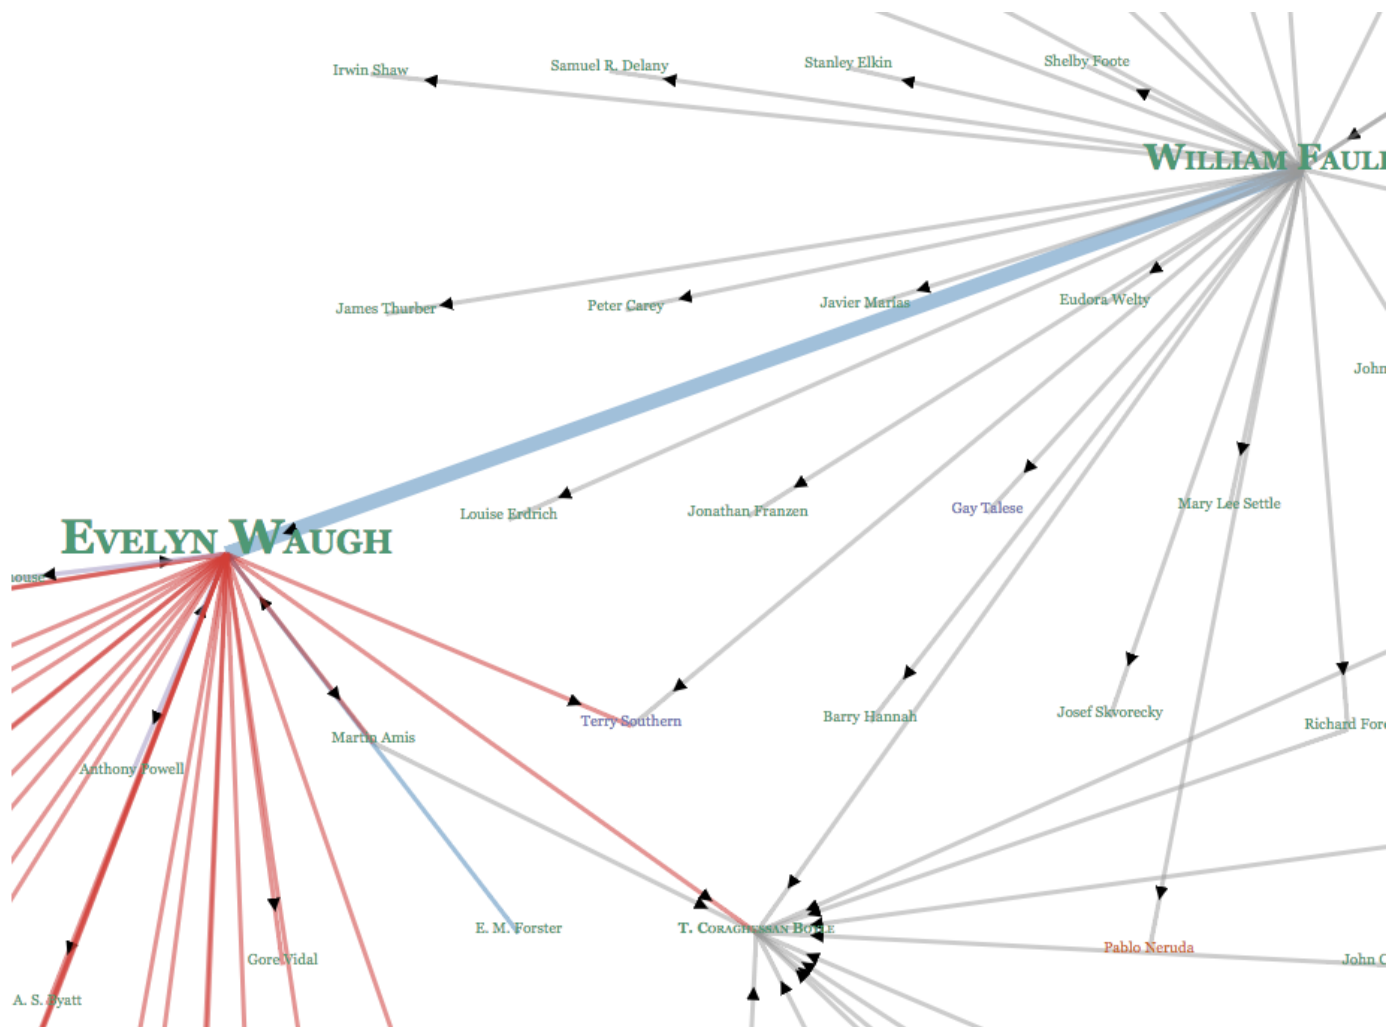 Shelby Foote
Stanley Elkin
Samuel R. Delany
Irwin Shaw
WILLIAM FAUL
Eudora Welty
Javier Marias
Peter Carey
James Thurber
John
Mary Lee Settle
Gay Talese
Jonathan Franzen
Louise Erdrich
EVELYN WAUGH
ouse
Josef Skvorecky
Barry Hannah
Terry Southern
Richard Fore
Martin Amis
Anthony Powell
E. M. Forster
T. CORAGHESSAN BOYLE
Pablo Neruda
Gore Vidal
John C
A. S. Byatt